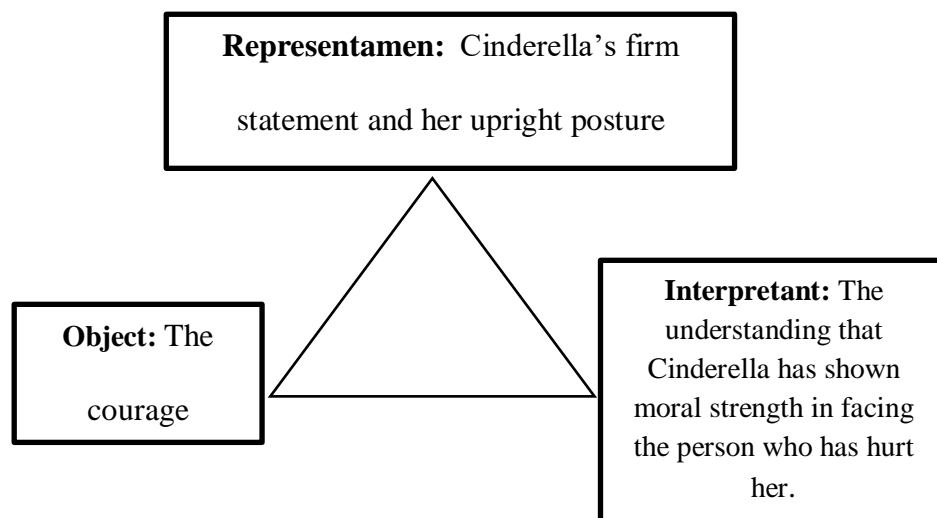 Representamen: Cinderella’s firm
statement and her upright posture
Object: The
courage
Interpretant: The
understanding that
Cinderella has shown
moral strength in facing
the person who has hurt
her.